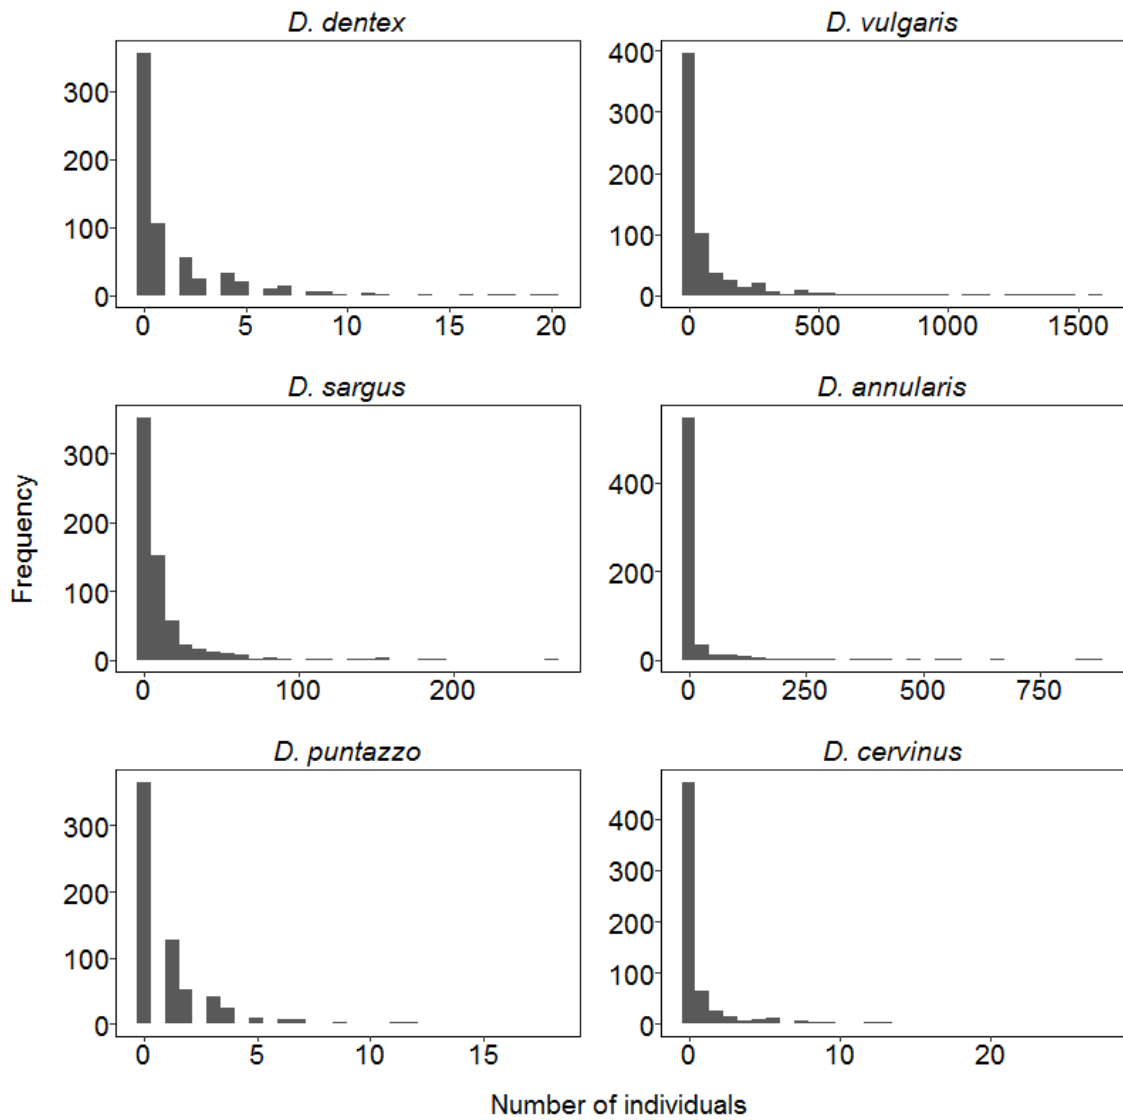 D. dentex
D. vulgaris
300
200
100
0
0 5 10 15 20
400
300
200
100
0
0 500 1000 1500
D. sargus
D. annularis
300
200
100
0
0 100 200
400
200
0
0 250 500 750
D. puntazzo
D. cervinus
300
200
100
0
0 5 10 15
400
300
200
100
0
0 10 20
Frequency
Number of individuals